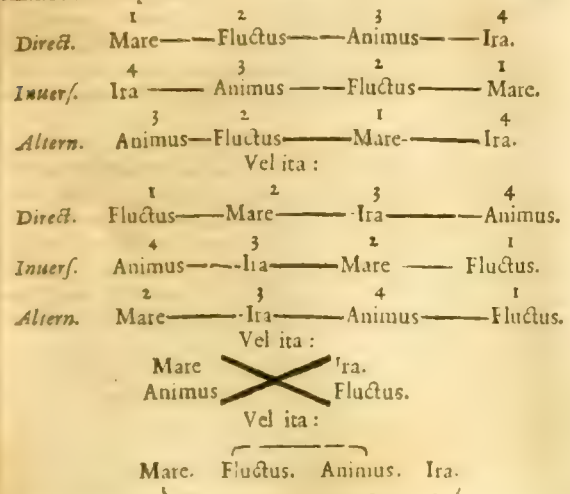 1 2 3 4
Direct. Mare—Fluctus—Animus—Ira.
4 3 2 1
Inuerſ. Ira—Animus—Fluctus—Mare.
3 2 1 4
Altern. Animus—Fluctus—Mare-—Ira.
Vel ita :
1 2 3 4
Direct. Fluctus—Mare—Ira—Animus.
4 3 2 1
Inuerſ. Animus—Ira—Mare—Fluctus.
2 3 4 1
Altern. Mare—Ira—Animus—Fluctus.
Vel ita :
Mare Ira.
Animus Fluctus.
Vel ita :
Mare. Fluctus. Animus. Ira.